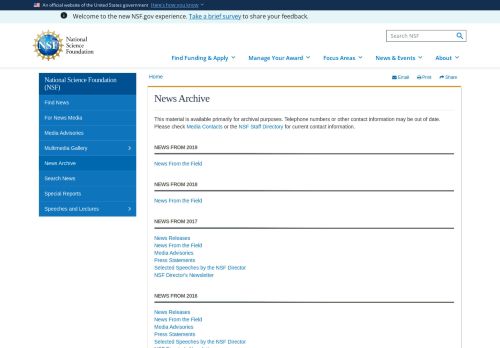 An official website of the United States government Here's how you know
Welcome to the new NSF.gov experience. Take a brief survey to share your feedback.
NSF
National
Science
Foundation
Search NSF
Find Funding & Apply
Manage Your Award
Focus Areas
News & Events
About
National Science Foundation
(NSF)
Find News
For News Media
Media Advisories
Multimedia Gallery
News Archive
Search News
Special Reports
Speeches and Lectures
Home
Email
Print
Share
News Archive
This material is available primarily for archival purposes. Telephone numbers or other contact information may be out of date.
Please check Media Contacts or the NSF Staff Directory for current contact information.
NEWS FROM 2019
News From the Field
NEWS FROM 2018
News From the Field
NEWS FROM 2017
News Releases
News From the Field
Media Advisories
Press Statements
Selected Speeches by the NSF Director
NSF Director's Newsletter
NEWS FROM 2016
News Releases
News From the Field
Media Advisories
Press Statements
Selected Speeches by the NSF Director